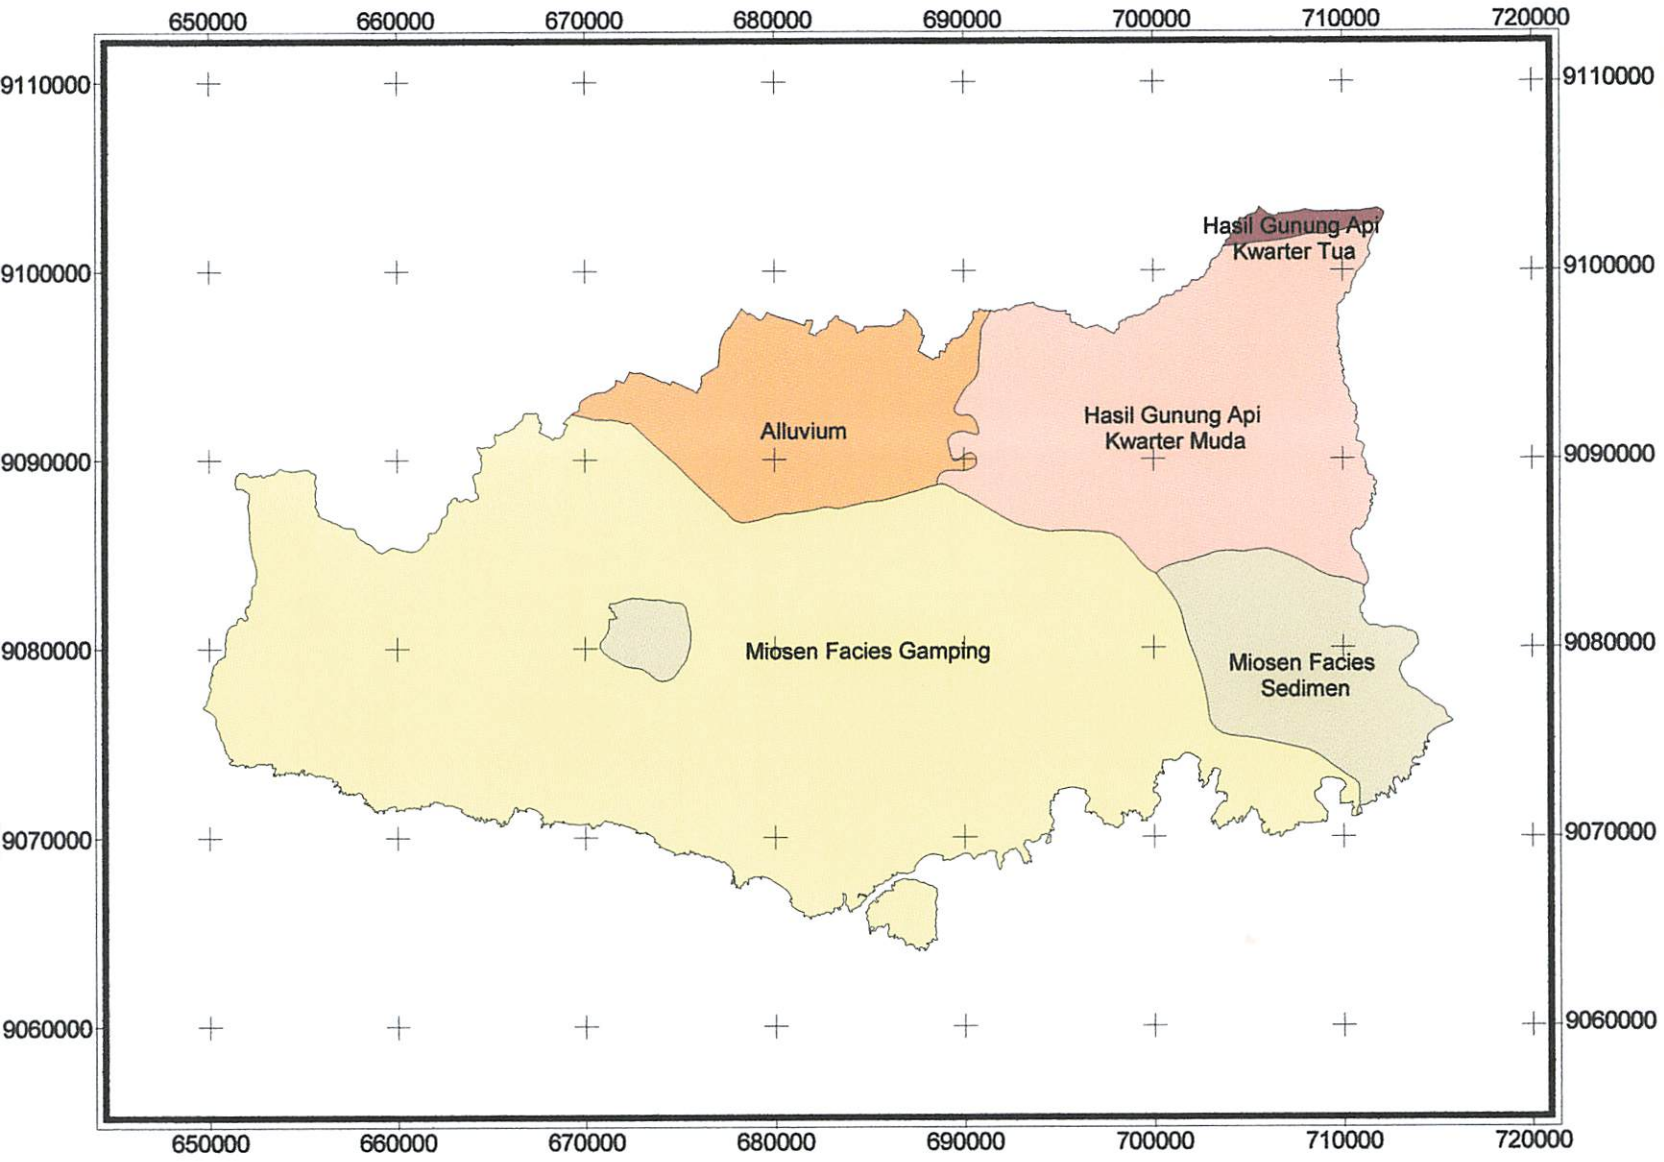 650000 660000 670000 680000 690000 700000 710000 720000
9110000 9110000
Hasil Gunung Api
Kwarter Tua
9100000 9100000
Hasil Gunung Api
Kwarter Muda
Alluvium
9090000 9090000
9080000 9080000
Miosen Facies Gamping
Miosen Facies
Sedimen
9070000 9070000
9060000 9060000
650000 660000 670000 680000 690000 700000 710000 720000